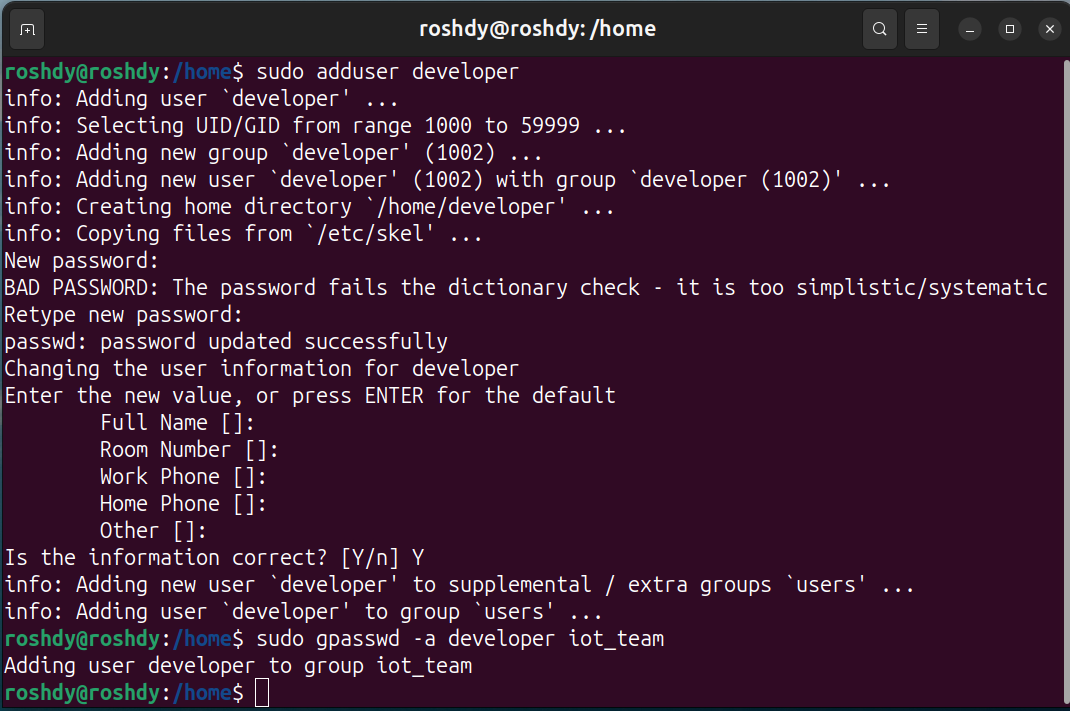 roshdy@roshdy: /home
roshdy@roshdy:/home$ sudo adduser developer
info: Adding user `developer' ...
info: Selecting UID/GID from range 1000 to 59999 ...
info: Adding new group `developer' (1002) ...
info: Adding new user `developer' (1002) with group `developer (1002)' ...
info: Creating home directory `/home/developer' ...
info: Copying files from `/etc/skel' ...
New password:
BAD PASSWORD: The password fails the dictionary check - it is too simplistic/systematic
Retype new password:
passwd: password updated successfully
Changing the user information for developer
Enter the new value, or press ENTER for the default
        Full Name []:
        Room Number []:
        Work Phone []:
        Home Phone []:
        Other []:
Is the information correct? [Y/n] Y
info: Adding new user `developer' to supplemental / extra groups `users' ...
info: Adding user `developer' to group `users' ...
roshdy@roshdy:/home$ sudo gpasswd -a developer iot_team
Adding user developer to group iot_team
roshdy@roshdy:/home$